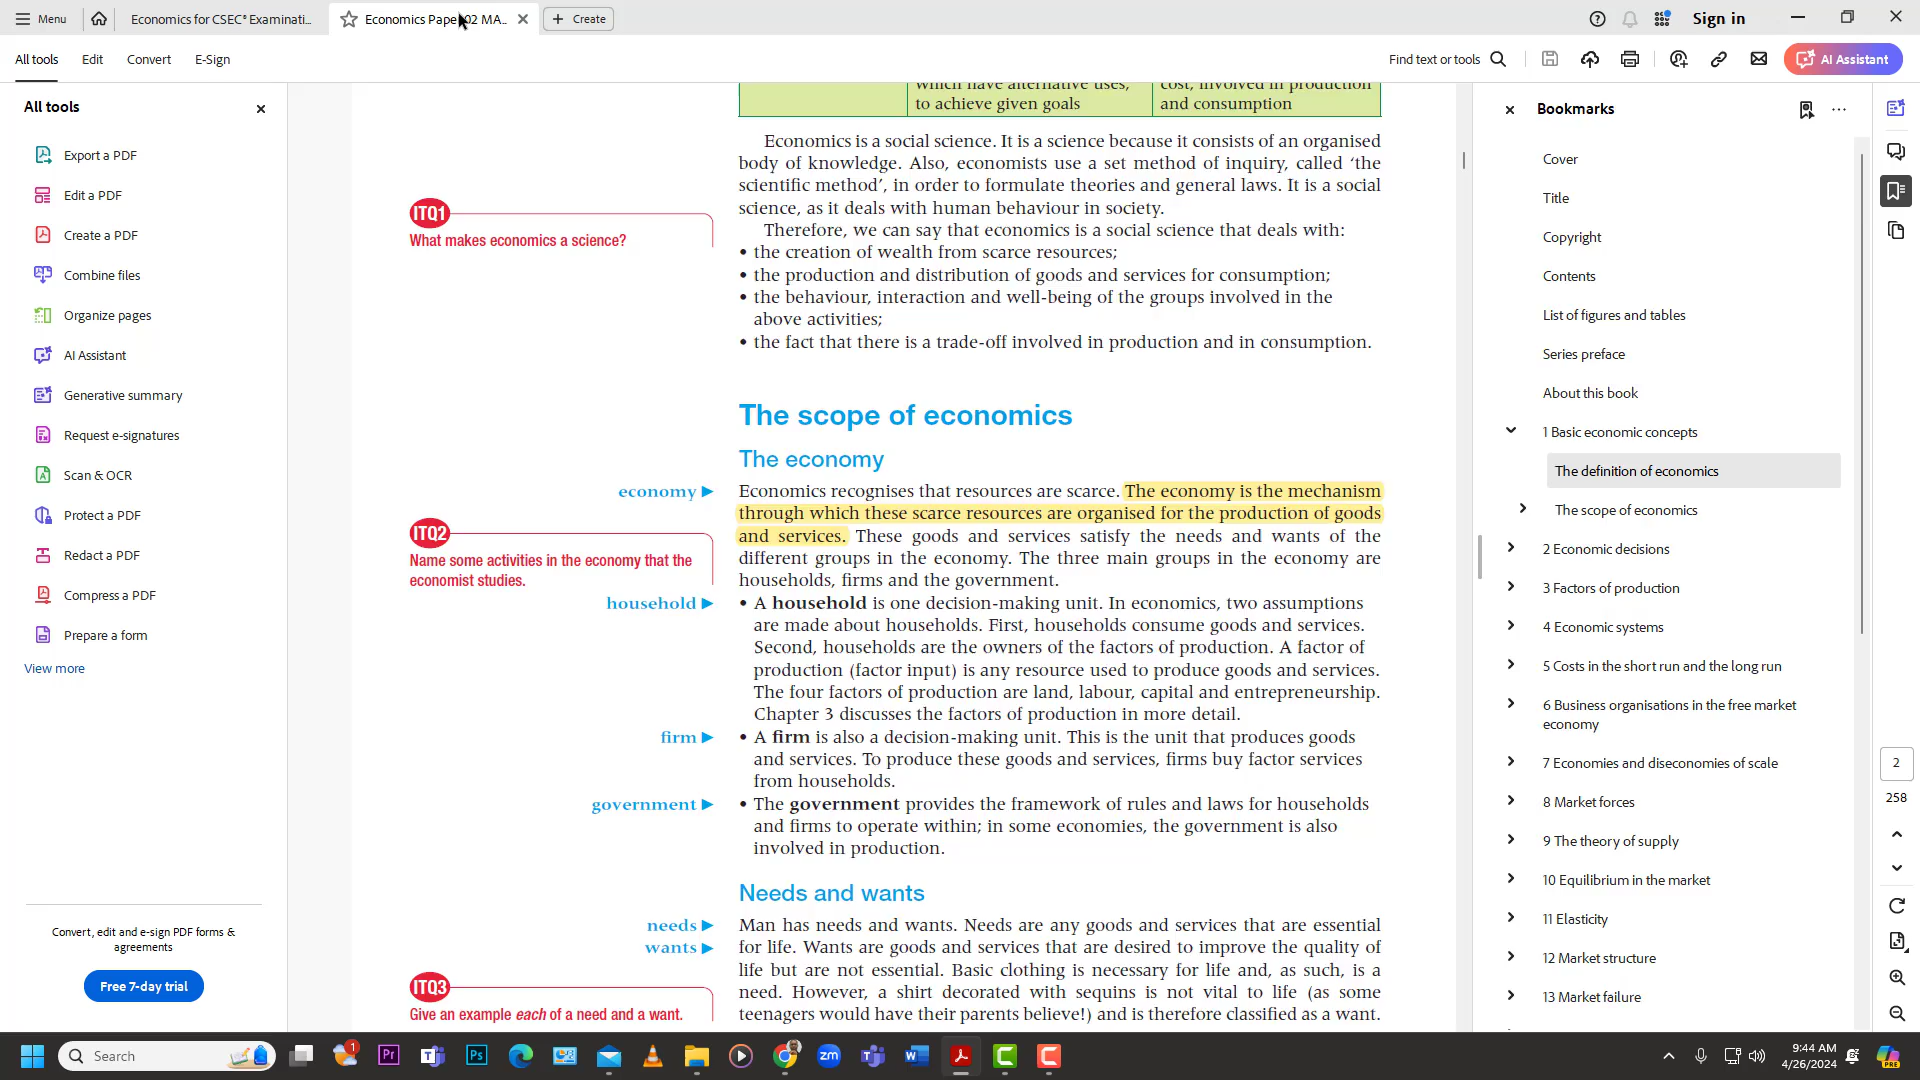 Menu
Economics for CSEC® Examinati...
Economics Pape 02 MA...
Create
Sign in
All tools
Edit
Convert
E-Sign
Find text or tools
AI Assistant
All tools
Export a PDF
Edit a PDF
Create a PDF
Combine files
Organize pages
AI Assistant
Generative summary
Request e-signatures
Scan & OCR
Protect a PDF
Redact a PDF
Compress a PDF
Prepare a form
View more
Convert, edit and e-sign PDF forms &
agreements
Free 7-day trial
which have alternative uses,
to achieve given goals
cost, involved in production
and consumption
Economics is a social science. It is a science because it consists of an organised
body of knowledge. Also, economists use a set method of inquiry, called ‘the
scientific method’, in order to formulate theories and general laws. It is a social
science, as it deals with human behaviour in society.
ITQ1
What makes economics a science?
Therefore, we can say that economics is a social science that deals with:
• the creation of wealth from scarce resources;
• the production and distribution of goods and services for consumption;
• the behaviour, interaction and well-being of the groups involved in the
above activities;
• the fact that there is a trade-off involved in production and in consumption.
The scope of economics
The economy
economy ▶
Economics recognises that resources are scarce. The economy is the mechanism
through which these scarce resources are organised for the production of goods
and services. These goods and services satisfy the needs and wants of the
different groups in the economy. The three main groups in the economy are
households, firms and the government.
ITQ2
Name some activities in the economy that the
economist studies.
household ▶
• A household is one decision-making unit. In economics, two assumptions
are made about households. First, households consume goods and services.
Second, households are the owners of the factors of production. A factor of
production (factor input) is any resource used to produce goods and services.
The four factors of production are land, labour, capital and entrepreneurship.
Chapter 3 discusses the factors of production in more detail.
firm ▶
• A firm is also a decision-making unit. This is the unit that produces goods
and services. To produce these goods and services, firms buy factor services
from households.
government ▶
• The government provides the framework of rules and laws for households
and firms to operate within; in some economies, the government is also
involved in production.
Needs and wants
needs ▶
wants ▶
Man has needs and wants. Needs are any goods and services that are essential
for life. Wants are goods and services that are desired to improve the quality of
life but are not essential. Basic clothing is necessary for life and, as such, is a
need. However, a shirt decorated with sequins is not vital to life (as some
teenagers would have their parents believe!) and is therefore classified as a want.
ITQ3
Give an example each of a need and a want.
Bookmarks
Cover
Title
Copyright
Contents
List of figures and tables
Series preface
About this book
1 Basic economic concepts
The definition of economics
The scope of economics
2 Economic decisions
3 Factors of production
4 Economic systems
5 Costs in the short run and the long run
6 Business organisations in the free market
economy
7 Economies and diseconomies of scale
8 Market forces
9 The theory of supply
10 Equilibrium in the market
11 Elasticity
12 Market structure
13 Market failure
2
258
Search
1
Pr
Ps
zm
9:44 AM
4/26/2024
PRE